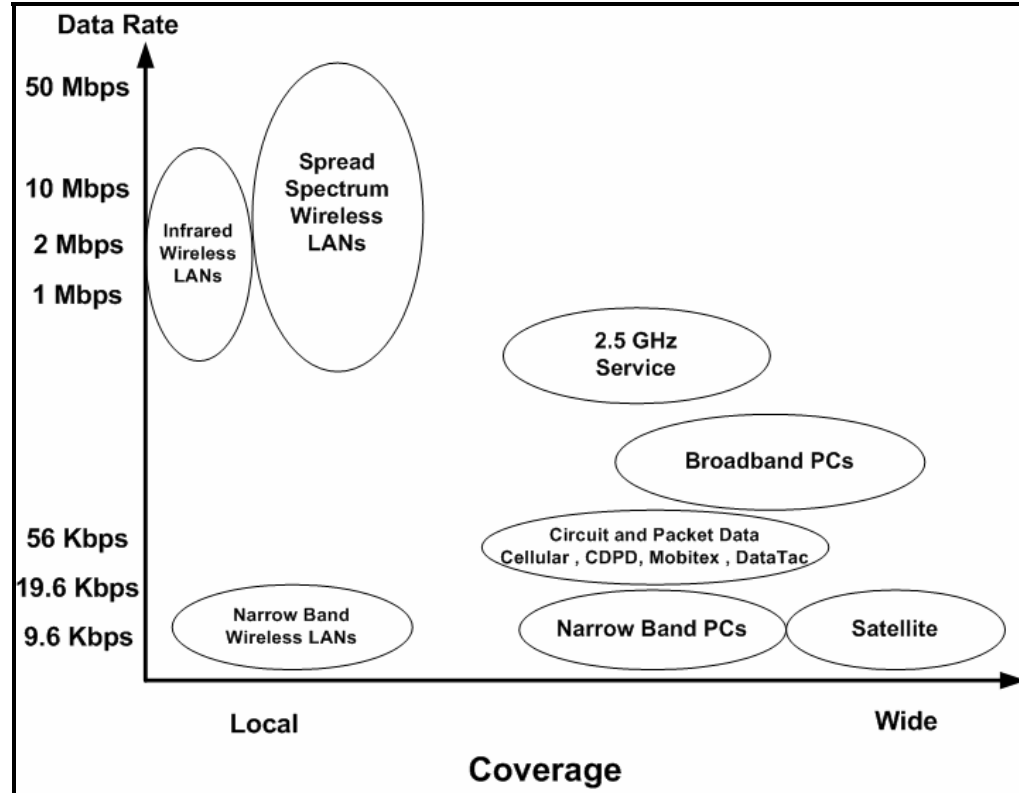 Data Rate
50 Mbps
10 Mbps
2 Mbps
1 Mbps
56 Kbps
19.6 Kbps
9.6 Kbps
Infrared
Wireless
LANs
Spread
Spectrum
Wireless
LANs
2.5 GHz
Service
Broadband PCs
Circuit and Packet Data
Cellular , CDPD, Mobitex , DataTac
Narrow Band
Wireless LANs
Narrow Band PCs
Satellite
Local
Wide
Coverage